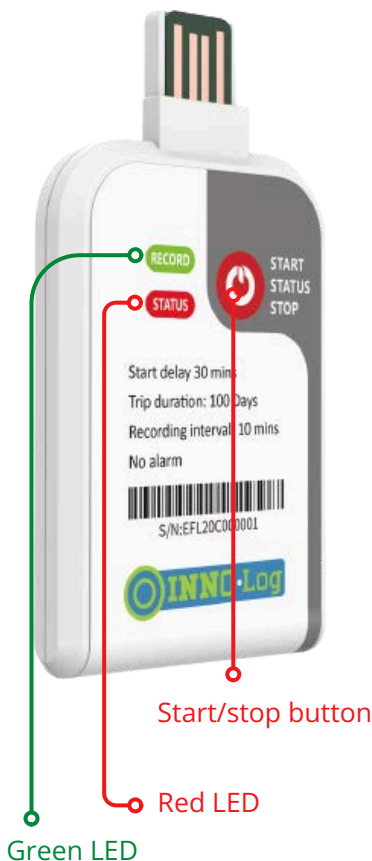 RECORD
STATUS
START
STATUS
STOP
Start delay 30 mins
Trip duration: 100 Days
Recording interval: 10 mins
No alarm
S/N:EFL20C000001
INNO·Log
Start/stop button
Red LED
Green LED